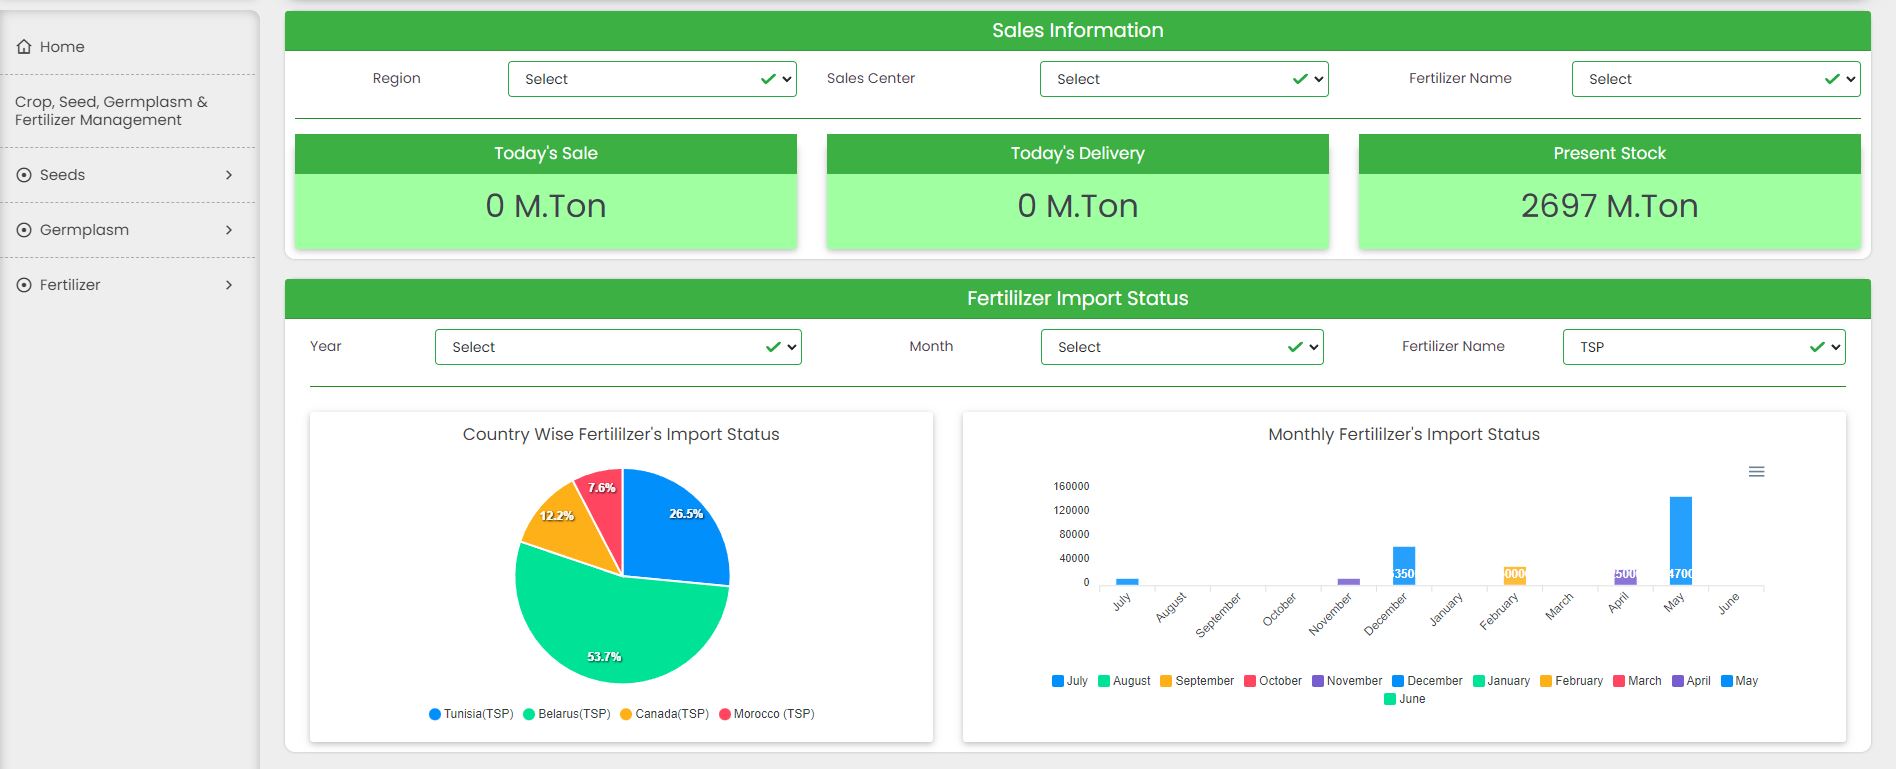 Home
Crop, Seed, Germplasm &
Fertilizer Management
Seeds
Germplasm
Fertilizer
Sales Information
Region Select Sales Center Select Fertilizer Name Select
Today's Sale
0 M.Ton
Today's Delivery
0 M.Ton
Present Stock
2697 M.Ton
Fertililzer Import Status
Year Select Month Select Fertilizer Name TSP
Country Wise Fertililzer's Import Status
7.6%
26.5%
12.2%
53.7%
Tunisia(TSP) Belarus(TSP) Canada(TSP) Morocco (TSP)
Monthly Fertililzer's Import Status
160000
120000
80000
40000
0
July August September October November December January February March April May June
July August September October November December January February March April May
June